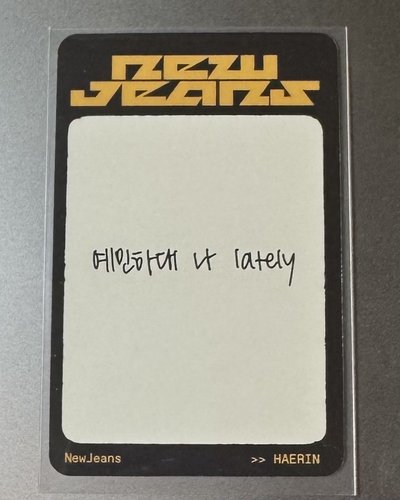 NEW
JEANS
예민하대 나 lately
NewJeans >> HAERIN